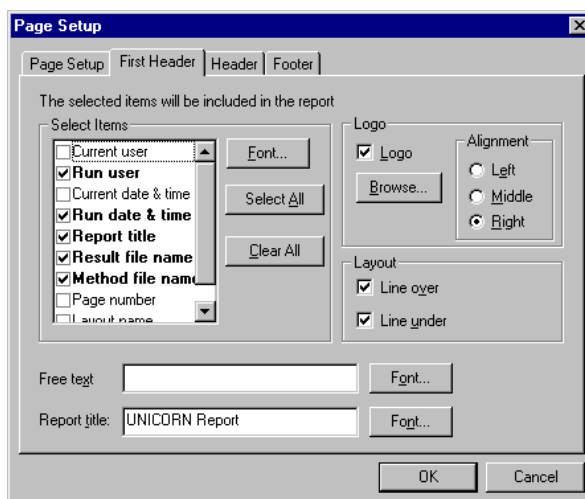 Page Setup
Page Setup First Header Header Footer
The selected items will be included in the report
Select Items
Current user
Run user
Current date & time
Run date & time
Report title
Result file name
Method file name
Page number
Layout name
Font...
Select All
Clear All
Logo
Logo
Browse...
Alignment
Left
Middle
Right
Layout
Line over
Line under
Free text
Font...
Report title: UNICORN Report
Font...
OK Cancel